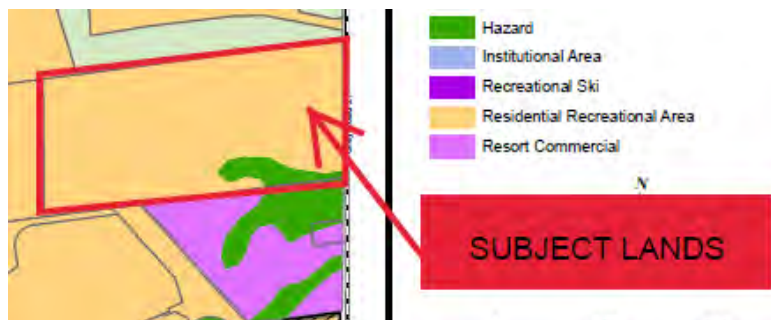 Hazard
Institutional Area
Recreational Ski
Residential Recreational Area
Resort Commercial
N
SUBJECT LANDS